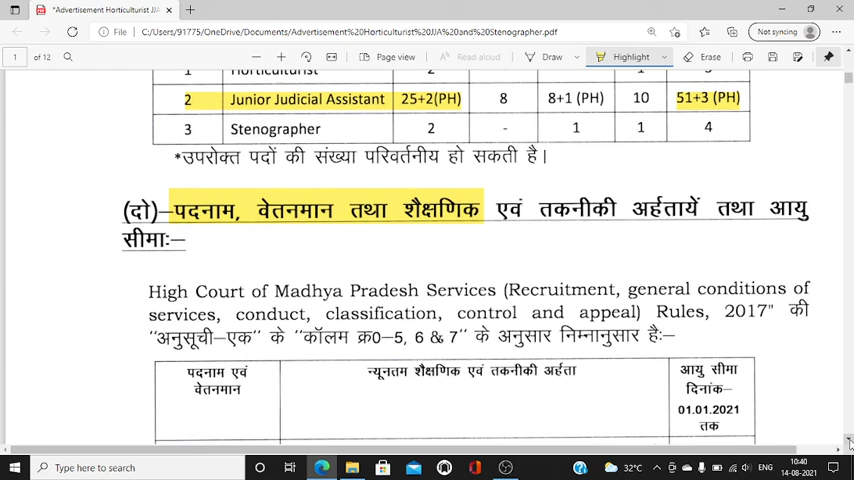 *Advertisement Horticulturist JJA
File | C:/Users/91775/OneDrive/Documents/Advertisement%20Horticulturist%20JJA%20and%20Stenographer.pdf
Not syncing
1 of 12
Page view
Read aloud
Draw
Highlight
Erase
1 Horticulturist 2 1 3
2 Junior Judicial Assistant 25+2(PH) 8 8+1 (PH) 10 51+3 (PH)
3 Stenographer 2 - 1 1 4
*उपरोक्त पदों की संख्या परिवर्तनीय हो सकती है।
(दो)–पदनाम, वेतनमान तथा शैक्षणिक एवं तकनीकी अर्हतायें तथा आयु
सीमाः–
High Court of Madhya Pradesh Services (Recruitment, general conditions of
services, conduct, classification, control and appeal) Rules, 2017" की
''अनुसूची–एक'' के ''कॉलम क्र0–5, 6 & 7'' के अनुसार निम्नानुसार हैः–
पदनाम एवं
वेतनमान
न्यूनतम शैक्षणिक एवं तकनीकी अर्हता
आयु सीमा
दिनांक–
01.01.2021
तक
Type here to search
32°C
ENG
10:40
14-08-2021